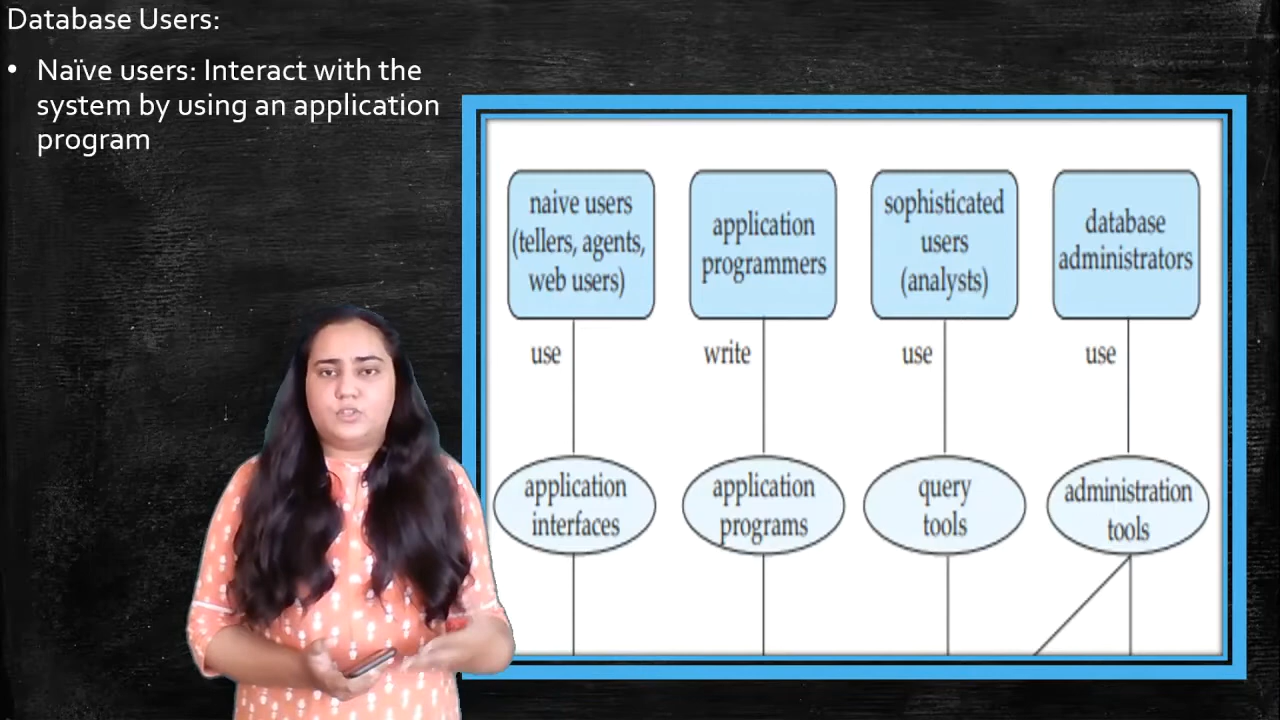 Database Users:
• Naïve users: Interact with the
system by using an application
program
naive users
(tellers, agents,
web users)
application
programmers
sophisticated
users
(analysts)
database
administrators
use
write
use
use
application
interfaces
application
programs
query
tools
administration
tools